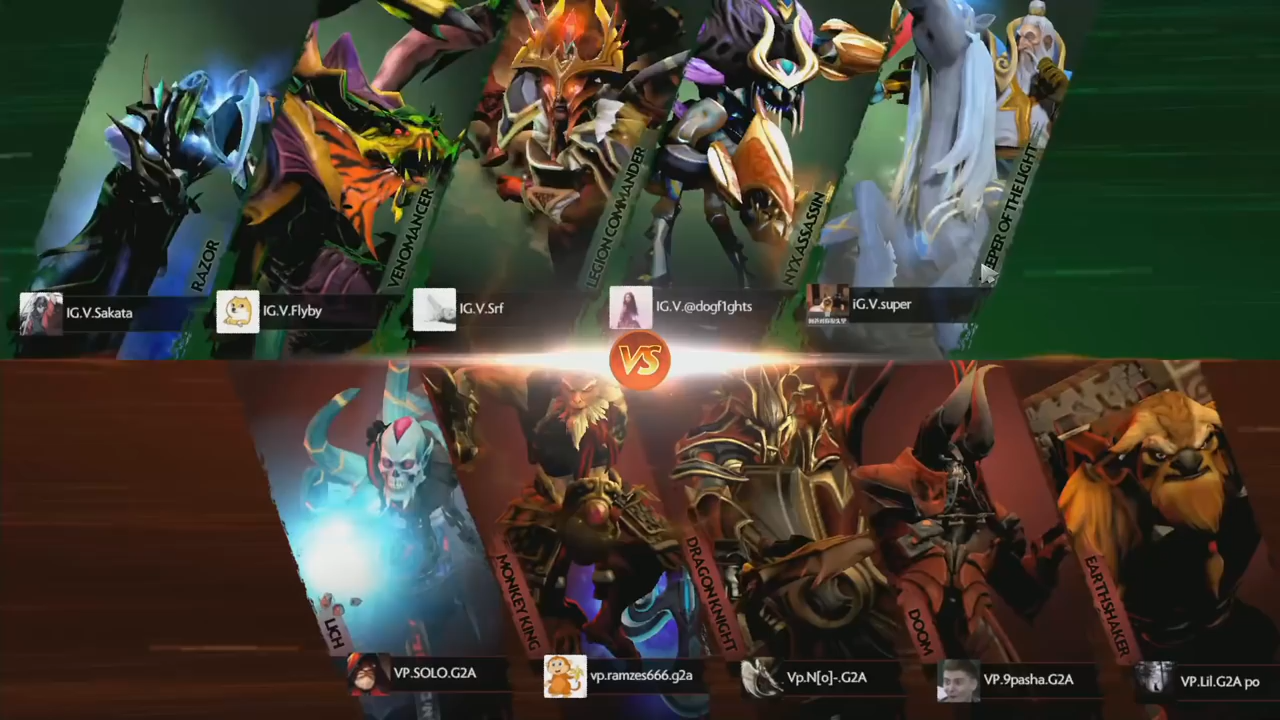 RAZOR
VENOMANCER
LEGION COMMANDER
NYX ASSASSIN
EPER OF THE LIGHT
IG.V.Sakata
IG.V.Flyby
IG.V.Srf
IG.V.@dogf1ghts
iG.V.super
VS
LICH
MONKEY KING
DRAGON KNIGHT
DOOM
EARTHSHAKER
VP.SOLO.G2A
vp.ramzes666.g2a
Vp.N[o]-.G2A
VP.9pasha.G2A
VP.Lil.G2A po